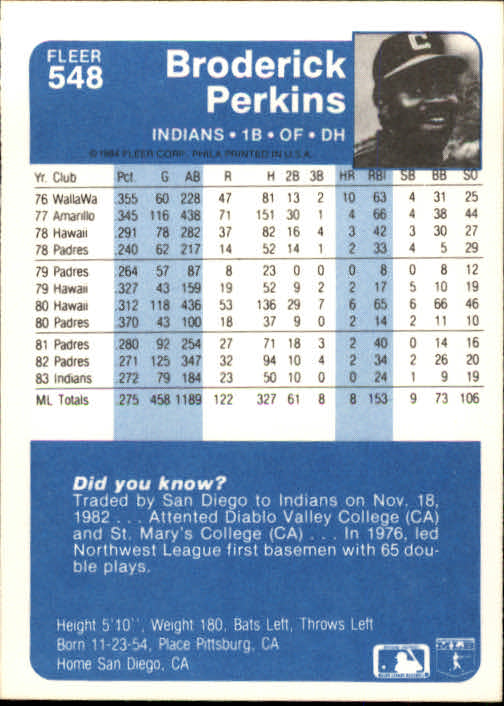 FLEER
548
Broderick
Perkins
INDIANS • 1B • OF • DH
© 1984 FLEER CORP. PHILA PRINTED IN U.S.A.
C
Yr. Club Pct. G AB R H 2B 3B HR RBI SB BB SO
76 WallaWa .355 60 228 47 81 13 2 10 63 4 31 25
77 Amarillo .345 116 438 71 151 30 1 4 66 4 38 44
78 Hawaii .291 78 282 37 82 16 4 3 42 3 30 27
78 Padres .240 62 217 14 52 14 1 2 33 4 5 29
79 Padres .264 57 87 8 23 0 0 0 8 0 8 12
79 Hawaii .327 43 159 19 52 9 2 2 17 5 10 19
80 Hawaii .312 118 436 53 136 29 7 6 65 6 66 46
80 Padres .370 43 100 18 37 9 0 2 14 2 11 10
81 Padres .280 92 254 27 71 18 3 2 40 0 14 16
82 Padres .271 125 347 32 94 10 4 2 34 2 26 20
83 Indians .272 79 184 23 50 10 0 0 24 1 9 19
ML Totals .275 458 1189 122 327 61 8 8 153 9 73 106
Did you know?
Traded by San Diego to Indians on Nov. 18,
1982 . . . Attented Diablo Valley College (CA)
and St. Mary's College (CA) . . . In 1976, led
Northwest League first basemen with 65 dou-
ble plays.
Height 5'10'', Weight 180, Bats Left, Throws Left
Born 11-23-54, Place Pittsburg, CA
Home San Diego, CA